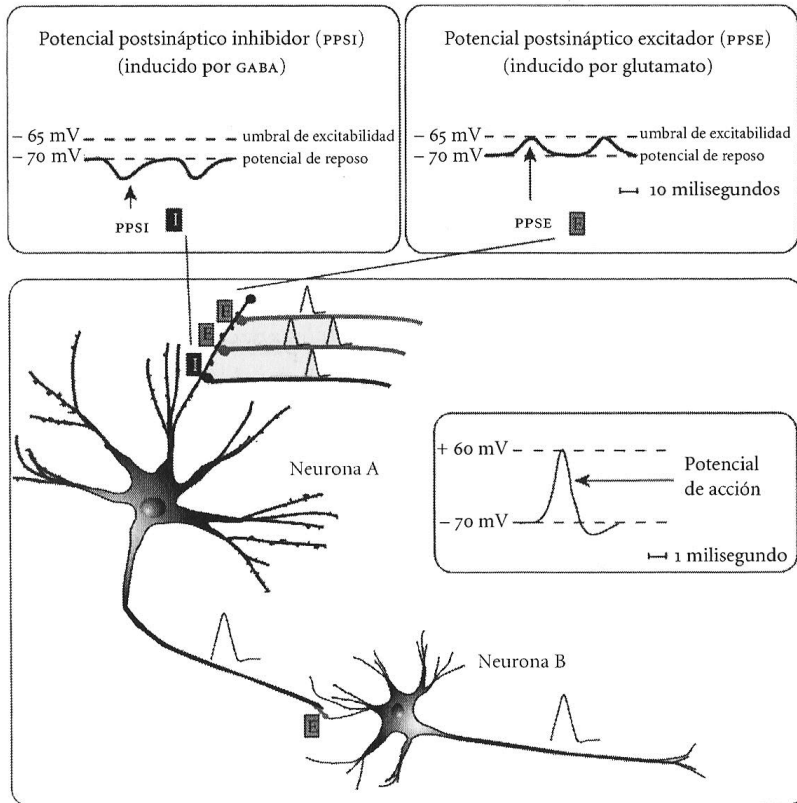 Potencial postsináptico inhibidor (PPSI)
(inducido por GABA)
− 65 mV
umbral de excitabilidad
− 70 mV
potencial de reposo
PPSI
I
Potencial postsináptico excitador (PPSE)
(inducido por glutamato)
− 65 mV
umbral de excitabilidad
− 70 mV
potencial de reposo
10 milisegundos
PPSE
E
E
E
I
Neurona A
+ 60 mV
Potencial
de acción
− 70 mV
1 milisegundo
Neurona B
E